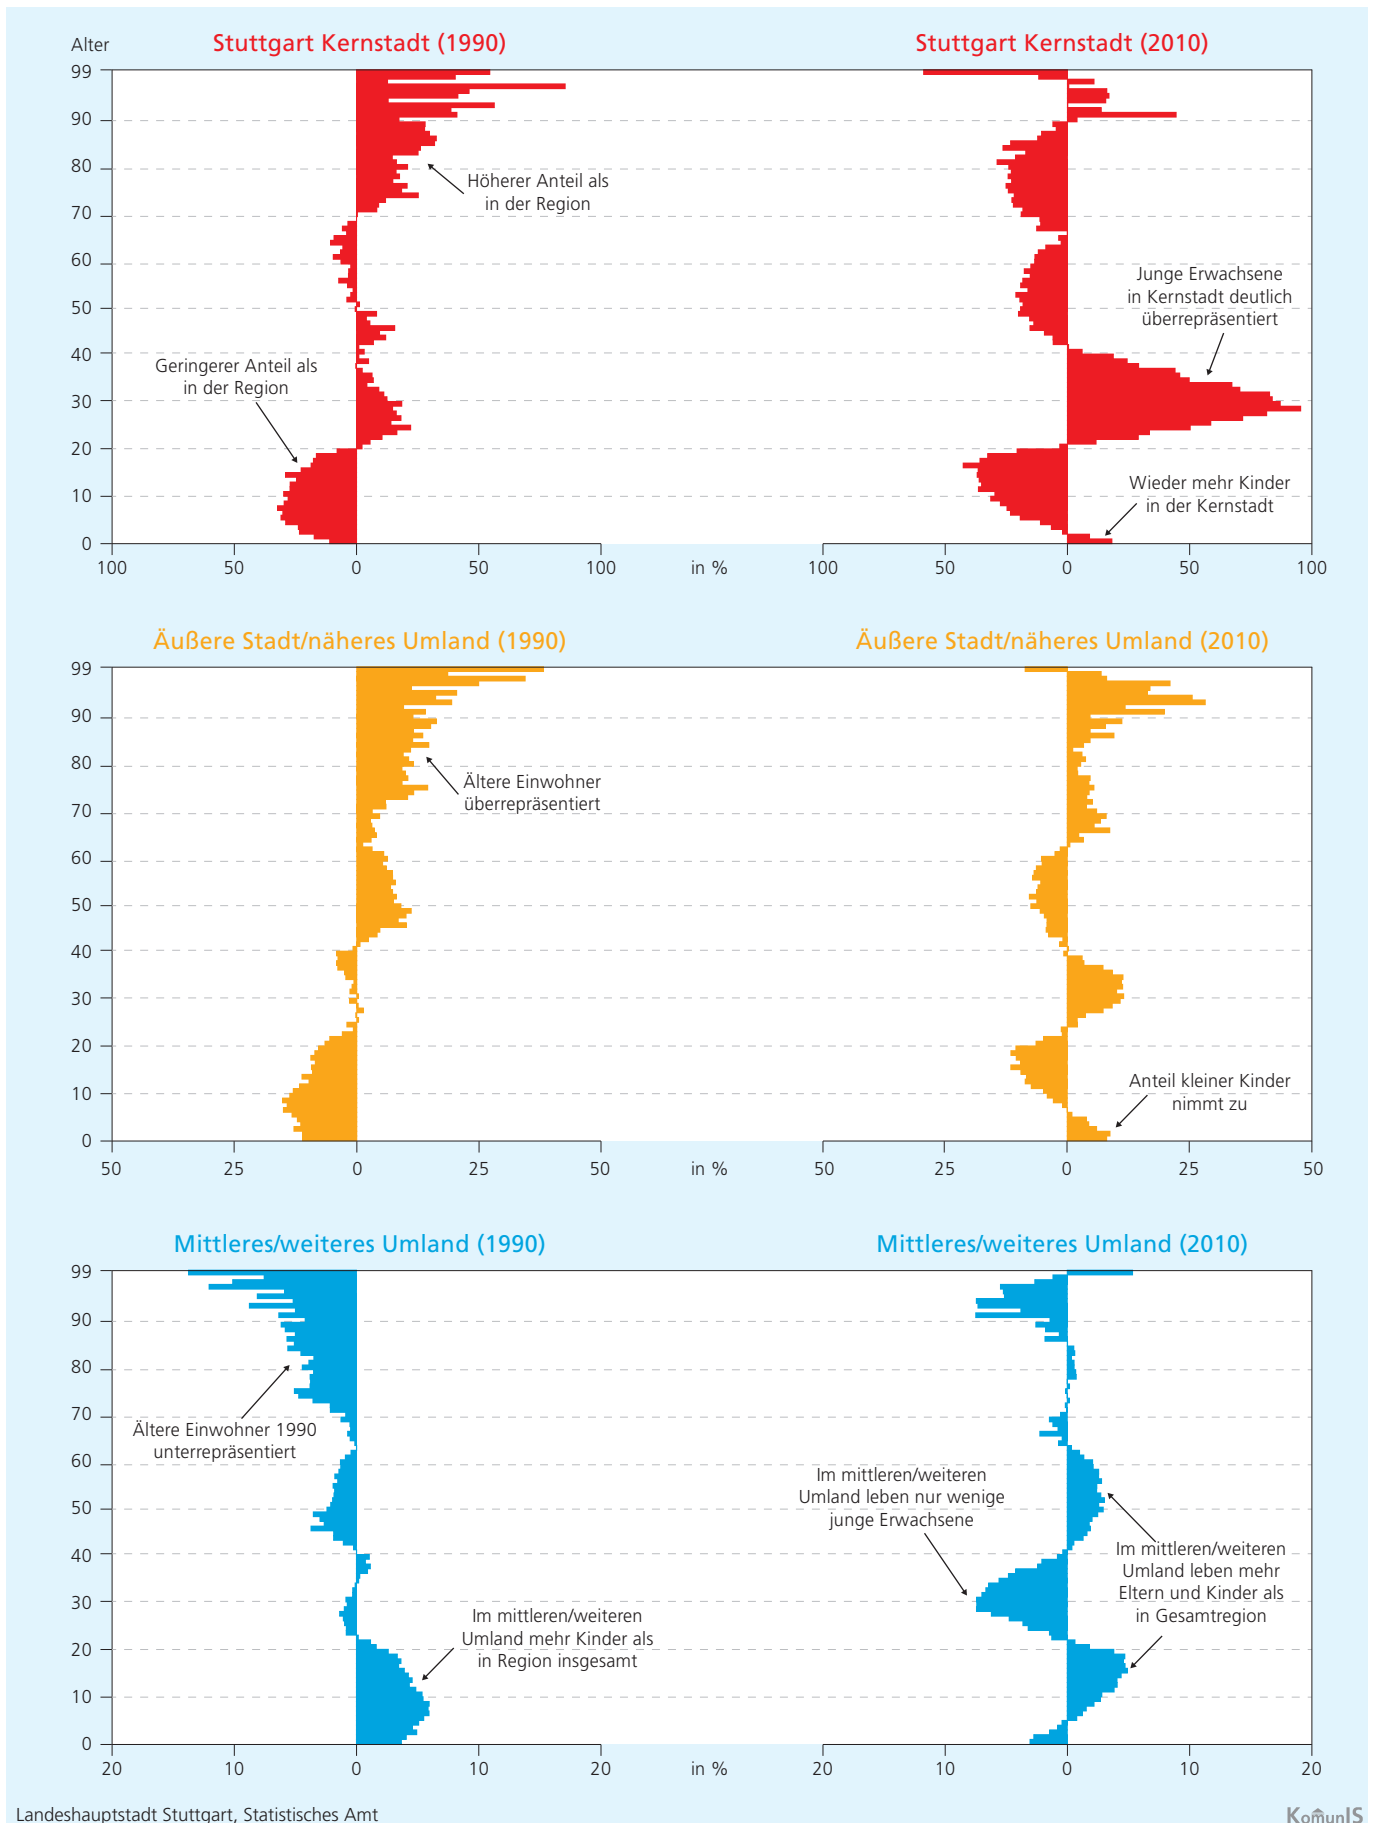 Alter
Stuttgart Kernstadt (1990)
Stuttgart Kernstadt (2010)
99
90
80
70
60
50
40
30
20
10
0
Höherer Anteil als
in der Region
Geringerer Anteil als
in der Region
Junge Erwachsene
in Kernstadt deutlich
überrepräsentiert
Wieder mehr Kinder
in der Kernstadt
100 50 0 50 100 in % 100 50 0 50 100
Äußere Stadt/näheres Umland (1990)
Äußere Stadt/näheres Umland (2010)
99
90
80
70
60
50
40
30
20
10
0
Ältere Einwohner
überrepräsentiert
Anteil kleiner Kinder
nimmt zu
50 25 0 25 50 in % 50 25 0 25 50
Mittleres/weiteres Umland (1990)
Mittleres/weiteres Umland (2010)
99
90
80
70
60
50
40
30
20
10
0
Ältere Einwohner 1990
unterrepräsentiert
Im mittleren/weiteren
Umland mehr Kinder als
in Region insgesamt
Im mittleren/weiteren
Umland leben nur wenige
junge Erwachsene
Im mittleren/weiteren
Umland leben mehr
Eltern und Kinder als
in Gesamtregion
20 10 0 10 20 in % 20 10 0 10 20
Landeshauptstadt Stuttgart, Statistisches Amt
KomunIS